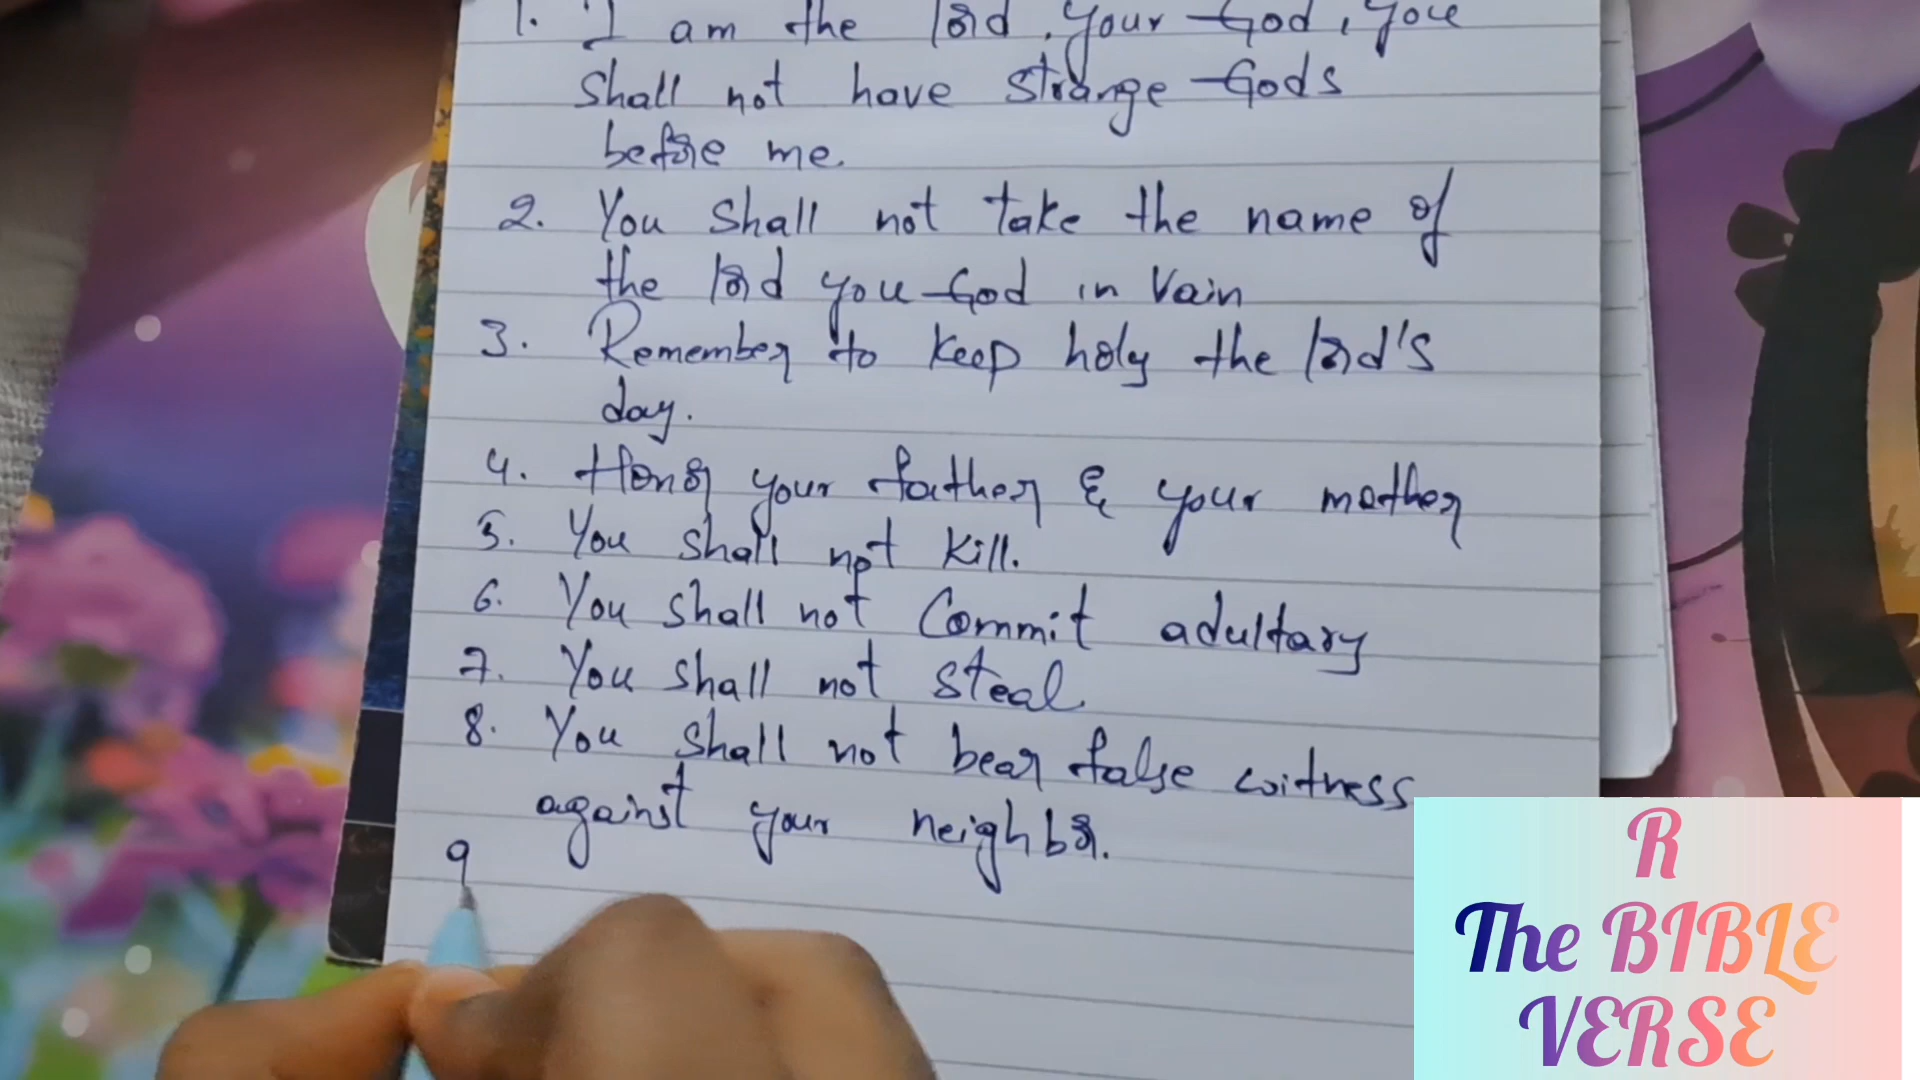 1. I am the lord, your God, you
shall not have strange Gods
before me.
2. You shall not take the name of
the lord you God in vain
3. Remember to keep holy the lord's
day.
4. Honor your father & your mother
5. You shall not kill.
6. You shall not Commit adultary
7. You shall not steal.
8. You shall not bear false witness
against your neighbor.
9
R
The BIBLE
VERSE